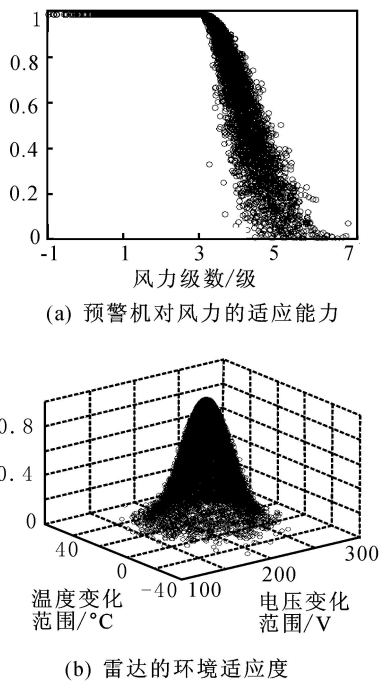 1
0.8
0.6
0.4
0.2
0
-1 1 3 5 7
风力级数/级
(a) 预警机对风力的适应能力
0.8
0.4
0
40
0
-40
100
200
300
温度变化
范围/°C
电压变化
范围/V
(b) 雷达的环境适应度